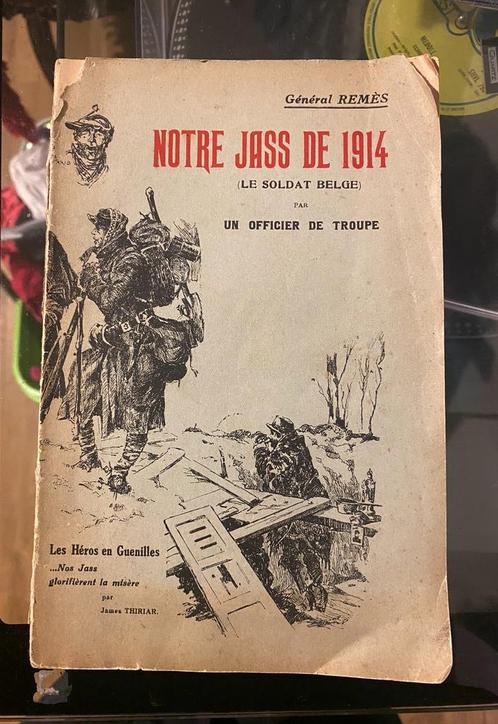 Général REMÈS
NOTRE JASS DE 1914
(LE SOLDAT BELGE)
PAR
UN OFFICIER DE TROUPE
Les Héros en Guenilles
...Nos Jass
glorifièrent la misère
par
James THIRIAR.